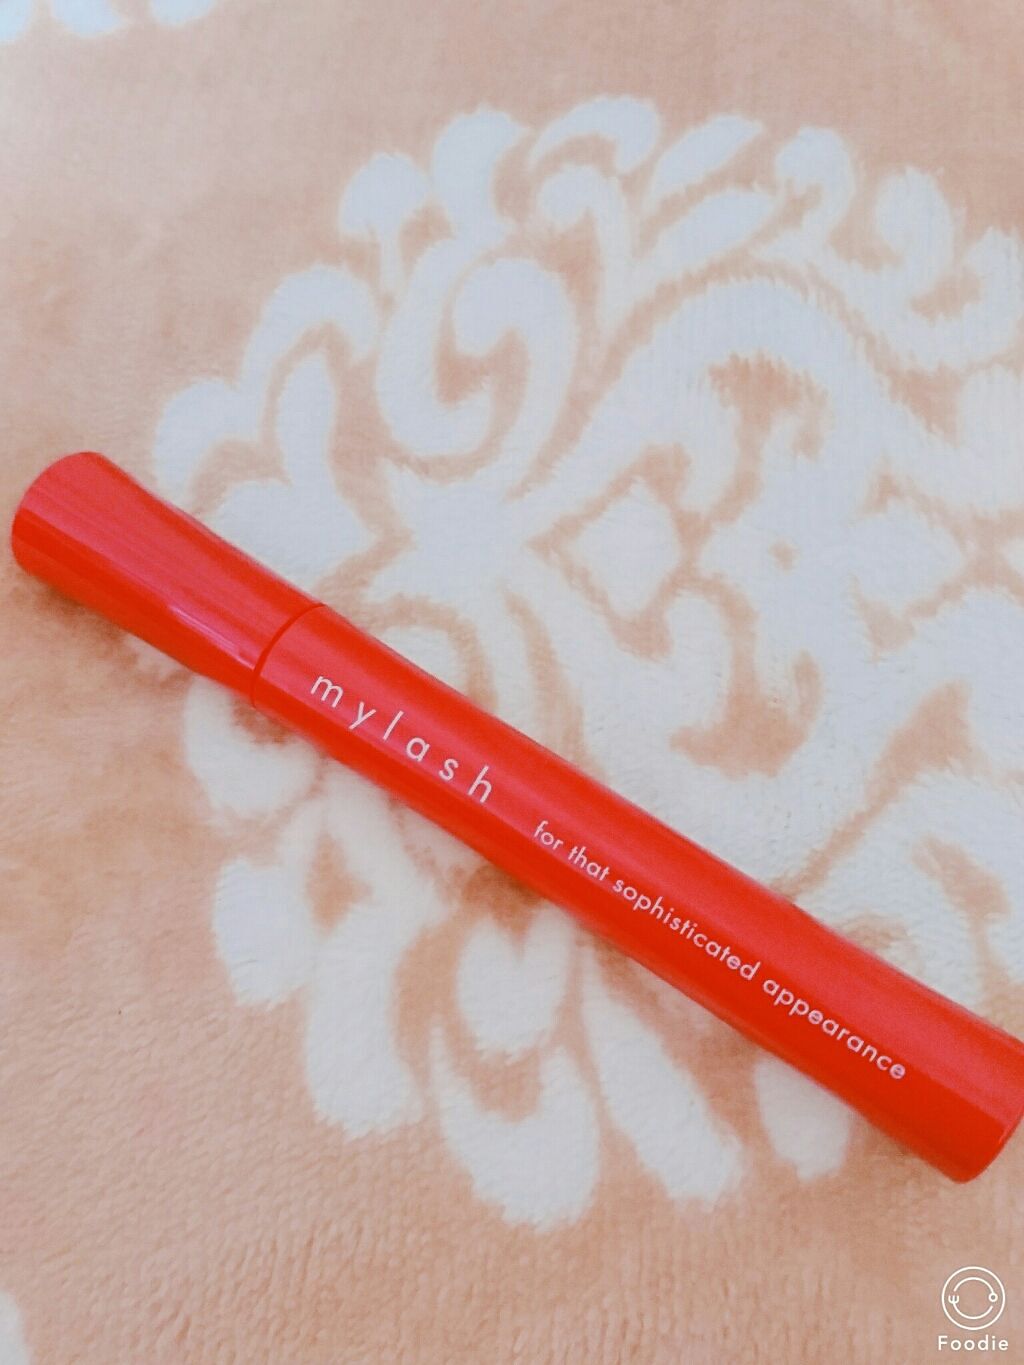 mylash
for that sophisticated appearance
Foodie